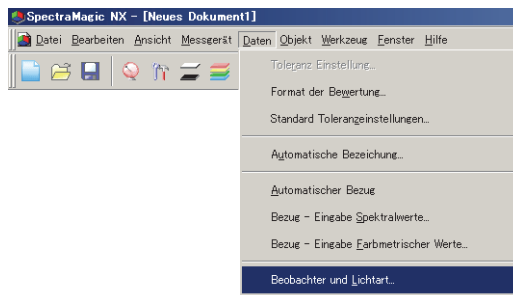 SpectraMagic NX - [Neues Dokument1]
Datei Bearbeiten Ansicht Messgerät Daten Objekt Werkzeug Fenster Hilfe
Toleranz Einstellung...
Format der Bewertung...
Standard Toleranzeinstellungen...
Automatische Bezeichung...
Automatischer Bezug
Bezug - Eingabe Spektralwerte...
Bezug - Eingabe Farbmetrischer Werte...
Beobachter und Lichtart...